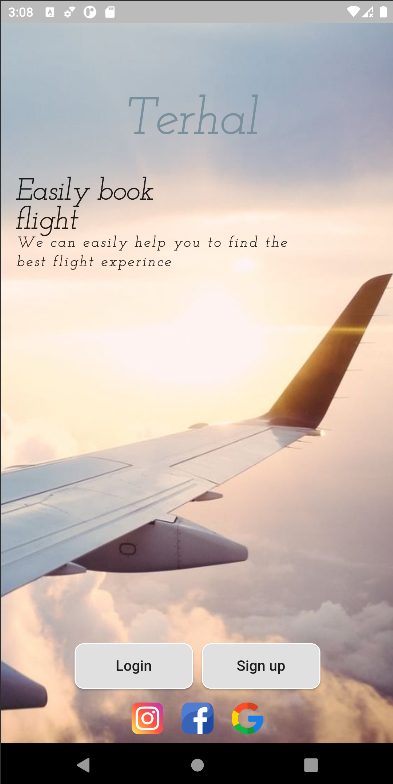 3:08
Terhal
Easily book
flight
We can easily help you to find the
best flight experince
Login
Sign up